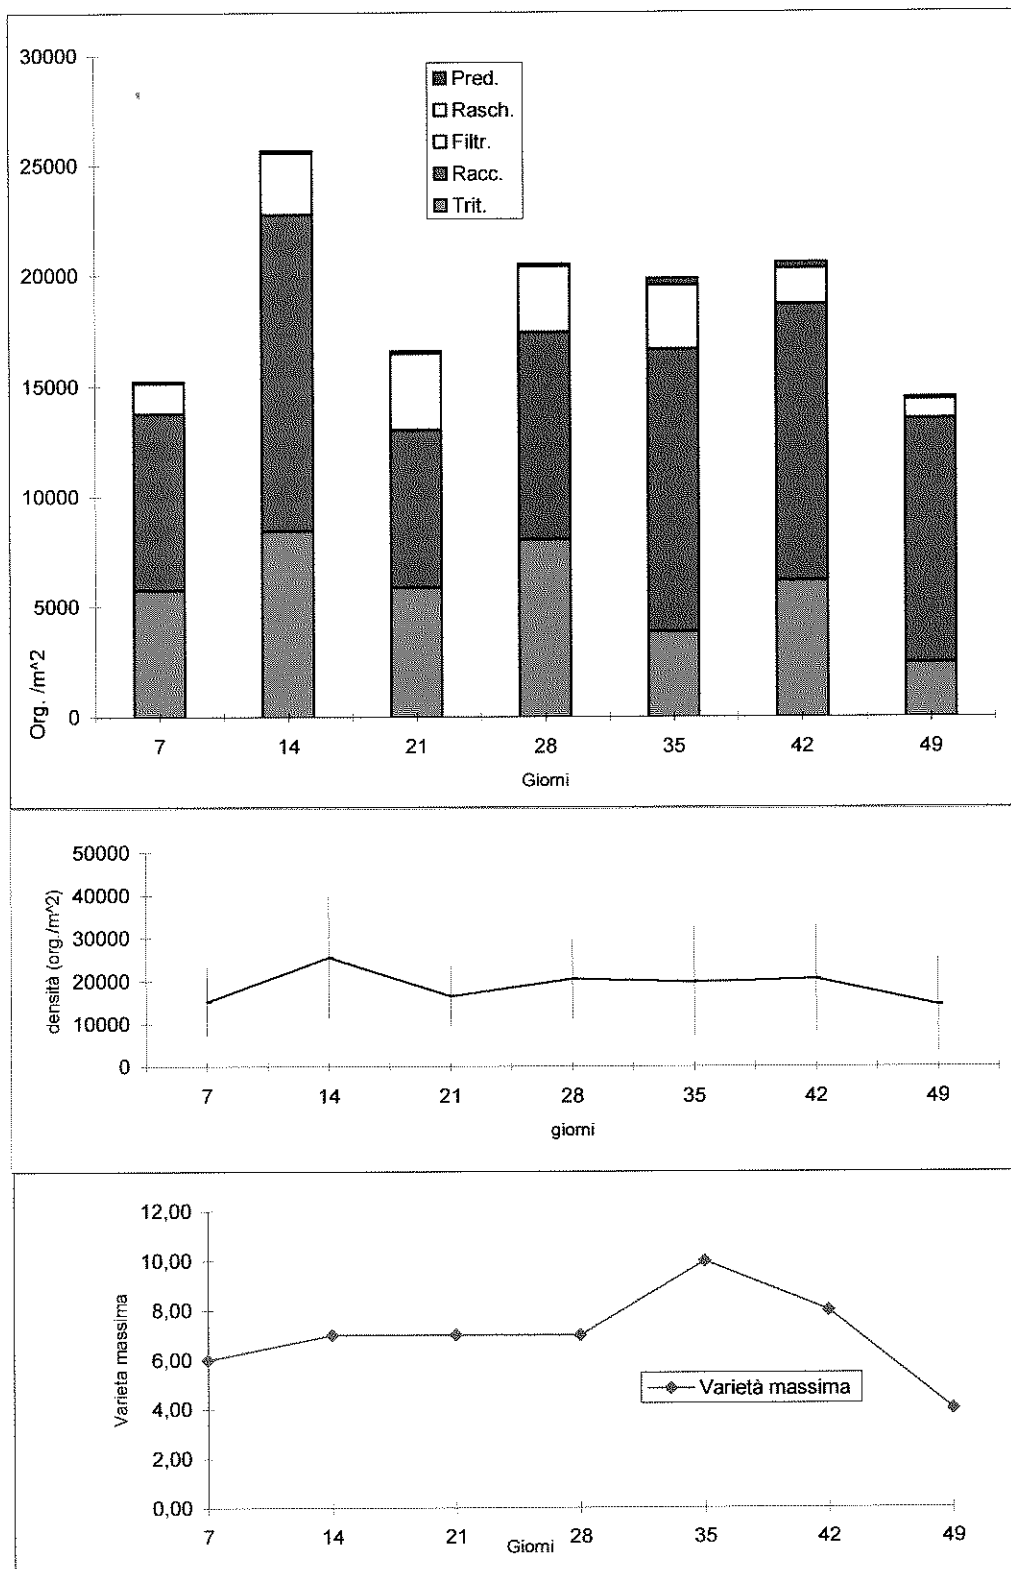 30000
25000
20000
15000
10000
5000
0
Org. /m^2
Pred.
Rasch.
Filtr.
Racc.
Trit.
7 14 21 28 35 42 49
Giorni
50000
40000
30000
20000
10000
0
densità (org./m^2)
7 14 21 28 35 42 49
giorni
12,00
10,00
8,00
6,00
4,00
2,00
0,00
Varieta massima
Varietà massima
7 14 21 28 35 42 49
Giorni